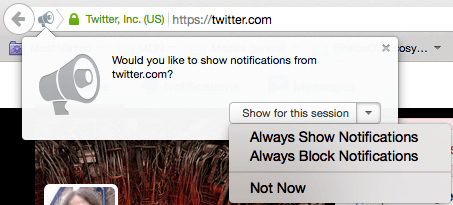 Twitter, Inc. (US) https://twitter.com
Would you like to show notifications from
twitter.com?
Show for this session
Always Show Notifications
Always Block Notifications
Not Now